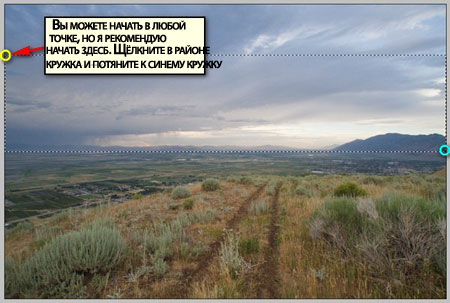 Вы можете начать в любой
точке, но я рекомендую
начать здесь. Щёлкните в районе
кружка и потяните к синему кружку